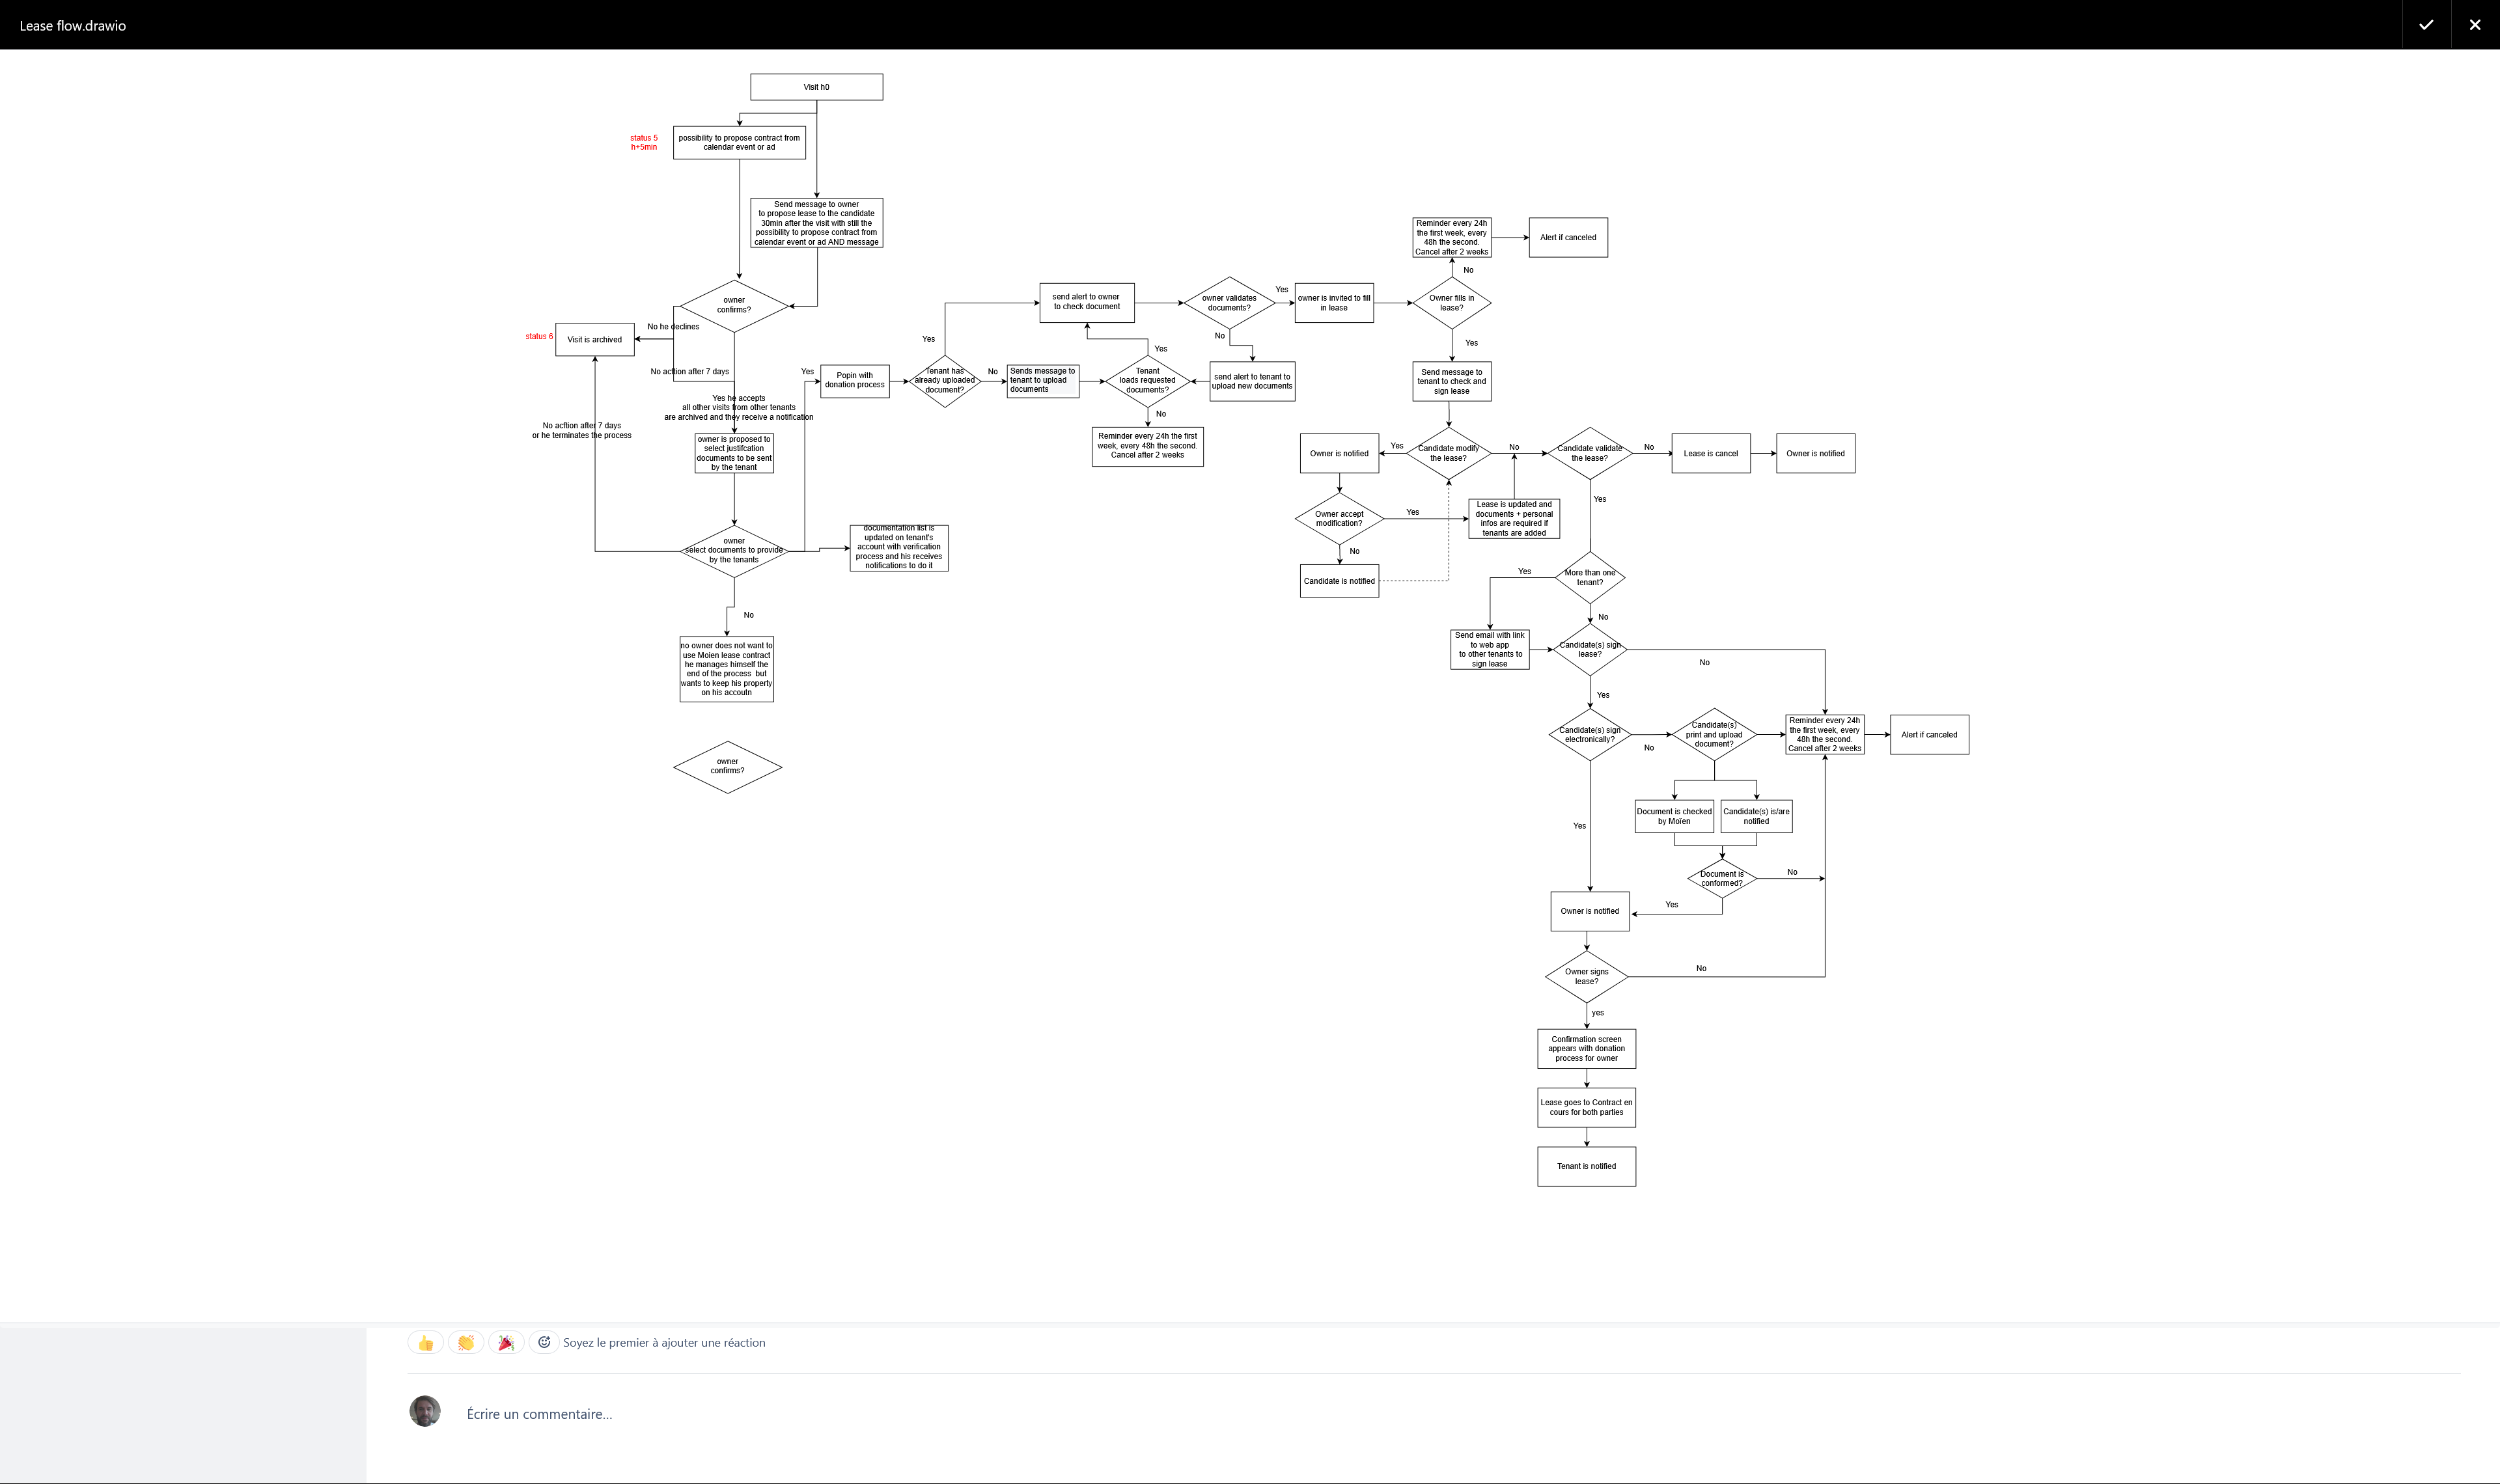 Lease flow.drawio
Visit h0
status 5
h+5min
possibility to propose contract from
calendar event or ad
Send message to owner
to propose lease to the candidate
30min after the visit with still the
possibility to propose contract from
calendar event or ad AND message
owner
confirms?
No he declines
status 6
Visit is archived
No acftion after 7 days
Yes he accepts
all other visits from other tenants
are archived and they receive a notification
No acftion after 7 days
or he terminates the process
owner is proposed to
select justifcation
documents to be sent
by the tenant
owner
select documents to provide
by the tenants
documentation list is
updated on tenant's
account with verification
process and his receives
notifications to do it
No
no owner does not want to
use Moien lease contract
he manages himself the
end of the process but
wants to keep his property
on his accoutn
owner
confirms?
Yes
Popin with
donation process
Tenant has
already uploaded
document?
Yes
No
Sends message to
tenant to upload
documents
send alert to owner
to check document
Tenant
loads requested
documents?
Yes
No
Reminder every 24h the first
week, every 48h the second.
Cancel after 2 weeks
owner validates
documents?
Yes
No
send alert to tenant to
upload new documents
owner is invited to fill
in lease
Owner fills in
lease?
No
Reminder every 24h
the first week, every
48h the second.
Cancel after 2 weeks
Alert if canceled
Yes
Send message to
tenant to check and
sign lease
Candidate modify
the lease?
Yes
Owner is notified
Owner accept
modification?
Yes
No
Candidate is notified
Lease is updated and
documents + personal
infos are required if
tenants are added
No
Candidate validate
the lease?
No
Lease is cancel
Owner is notified
Yes
More than one
tenant?
Yes
No
Send email with link
to web app
to other tenants to
sign lease
Candidate(s) sign
lease?
No
Yes
Candidate(s) sign
electronically?
No
Candidate(s)
print and upload
document?
Reminder every 24h
the first week, every
48h the second.
Cancel after 2 weeks
Alert if canceled
Document is checked
by Moïen
Candidate(s) is/are
notified
Yes
Document is
conformed?
No
Yes
Owner is notified
Owner signs
lease?
No
yes
Confirmation screen
appears with donation
process for owner
Lease goes to Contract en
cours for both parties
Tenant is notified
Soyez le premier à ajouter une réaction
Écrire un commentaire…